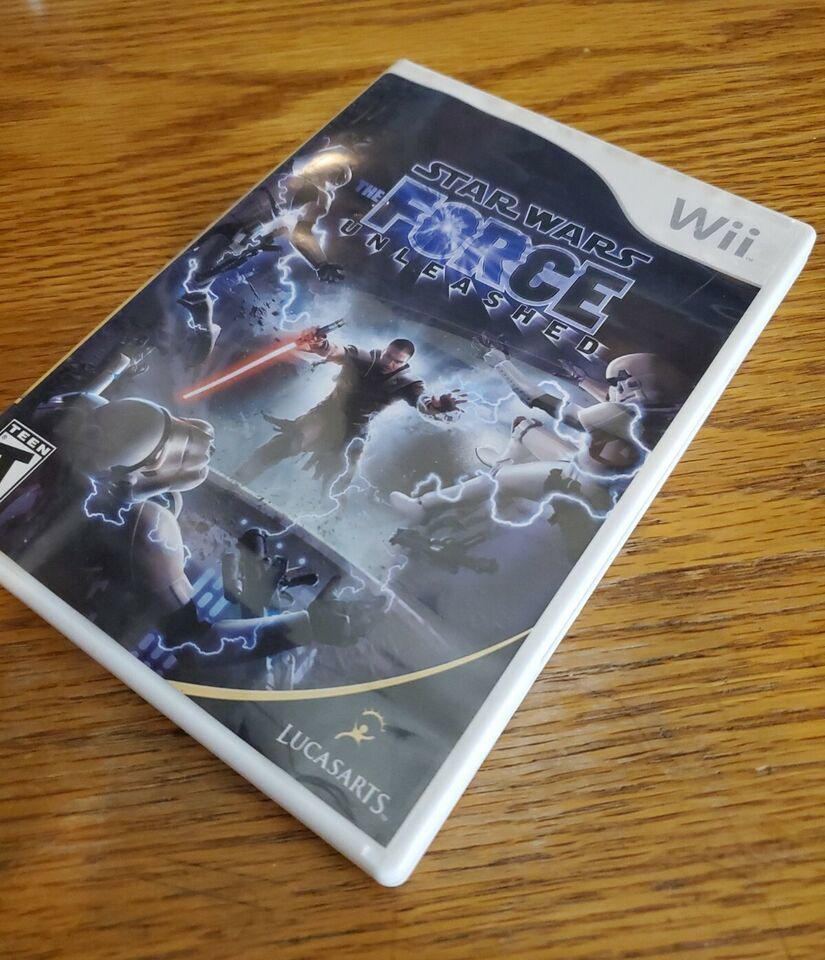 Wii
STAR WARS
THE
FORCE
UNLEASHED
TEEN
T
LUCASARTS